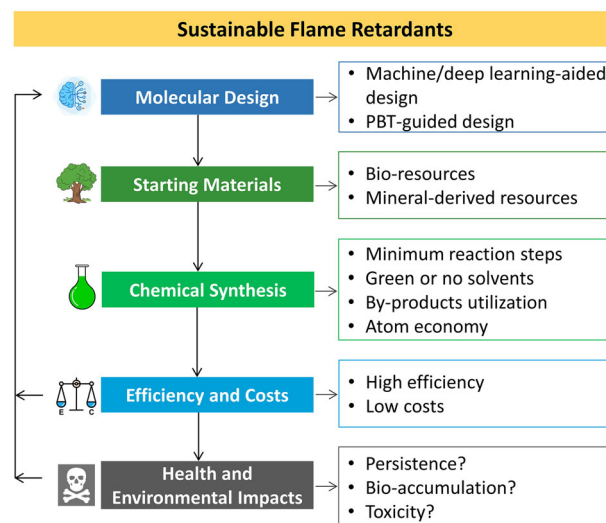 Sustainable Flame Retardants
Molecular Design
• Machine/deep learning-aided
design
• PBT-guided design
Starting Materials
• Bio-resources
• Mineral-derived resources
Chemical Synthesis
• Minimum reaction steps
• Green or no solvents
• By-products utilization
• Atom economy
E C
Efficiency and Costs
• High efficiency
• Low costs
Health and
Environmental Impacts
• Persistence?
• Bio-accumulation?
• Toxicity?